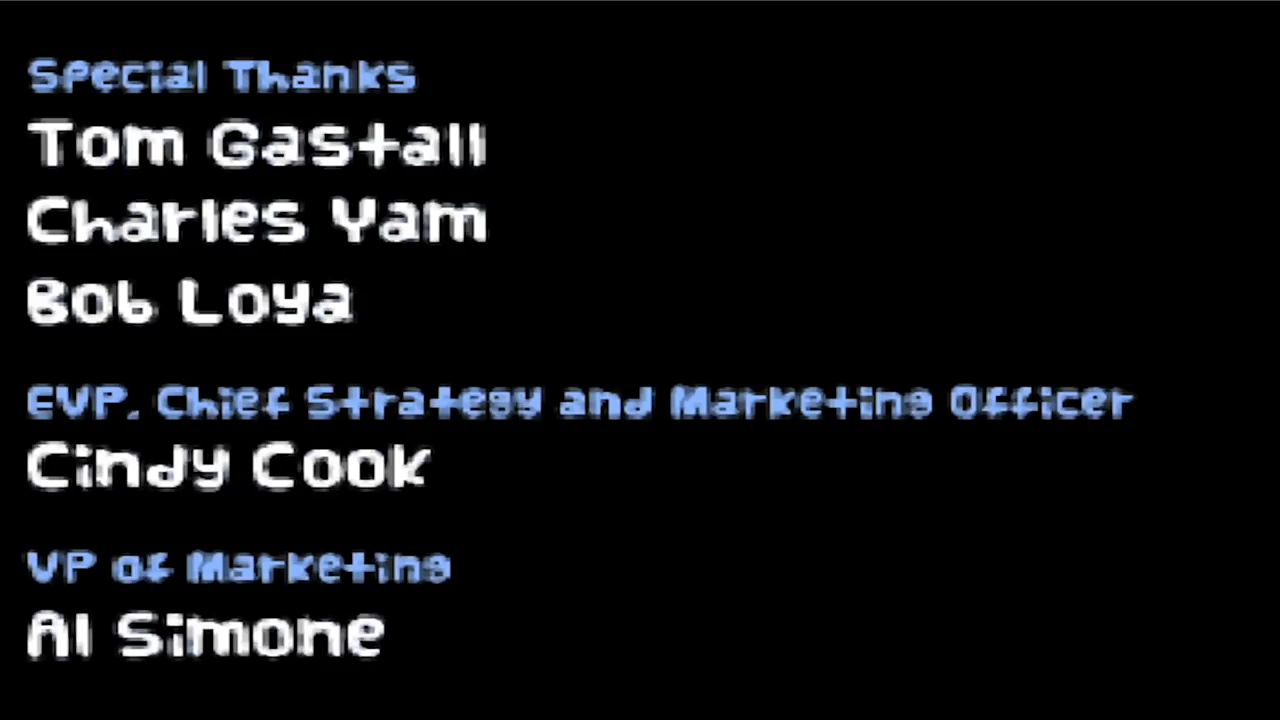 Special Thanks
Tom Gastall
Charles Yam
Bob Loya
EVP, Chief Strategy and Marketing Officer
Cindy Cook
VP of Marketing
Al Simone